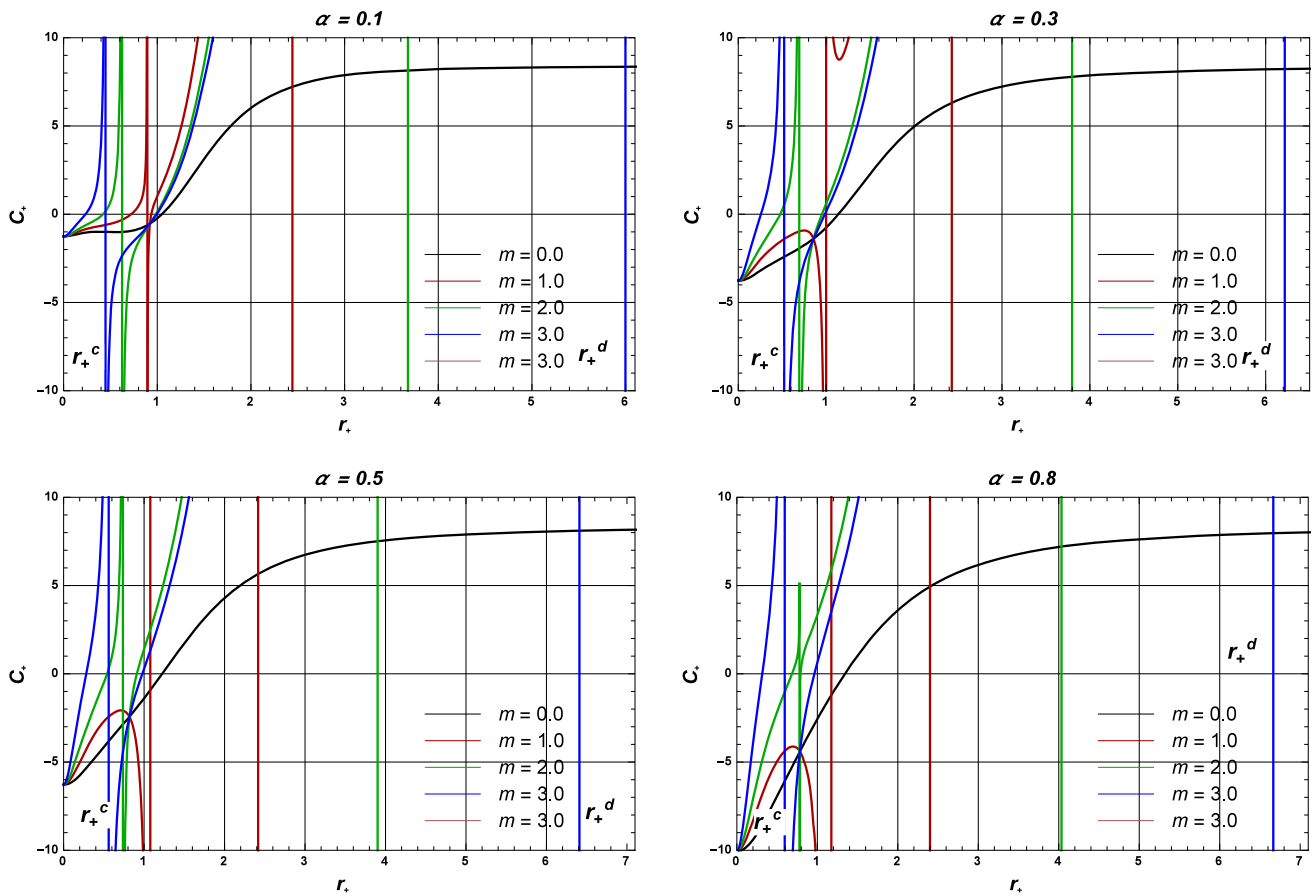 α = 0.1
10
5
0
−5
−10
C₊
r₊ᶜ
r₊ᵈ
m = 0.0
m = 1.0
m = 2.0
m = 3.0
m = 3.0
0 1 2 3 4 5 6
r₊
α = 0.3
10
5
0
−5
−10
C₊
r₊ᶜ
r₊ᵈ
m = 0.0
m = 1.0
m = 2.0
m = 3.0
m = 3.0
0 1 2 3 4 5 6
r₊
α = 0.5
10
5
0
−5
−10
C₊
r₊ᶜ
r₊ᵈ
m = 0.0
m = 1.0
m = 2.0
m = 3.0
m = 3.0
0 1 2 3 4 5 6 7
r₊
α = 0.8
10
5
0
−5
−10
C₊
r₊ᶜ
r₊ᵈ
m = 0.0
m = 1.0
m = 2.0
m = 3.0
m = 3.0
0 1 2 3 4 5 6 7
r₊